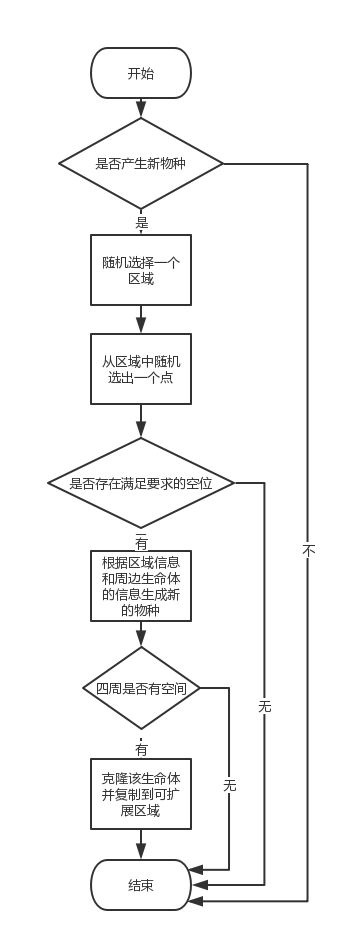 开始
是否产生新物种
是
随机选择一个
区域
从区域中随机
选出一个点
是否存在满足要求的空位
有
不
根据区域信息
和周边生命体
的信息生成新
的物种
四周是否有空间
无
有
无
克隆该生命体
并复制到可扩
展区域
结束